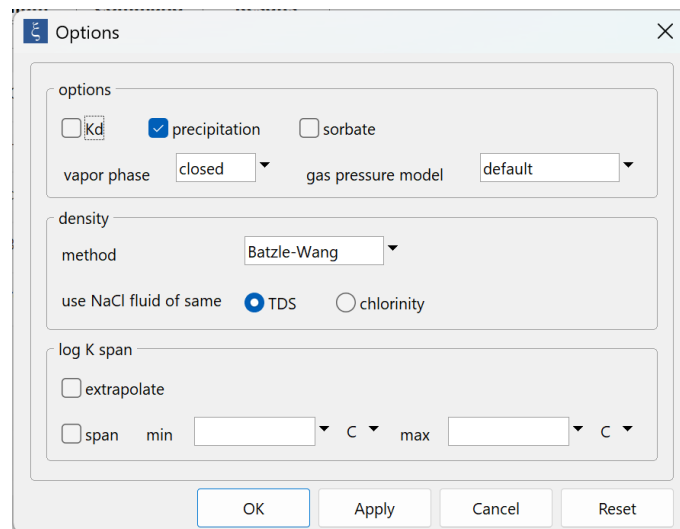 ξ Options
options
Kd precipitation sorbate
vapor phase closed gas pressure model default
density
method Batzle-Wang
use NaCl fluid of same TDS chlorinity
log K span
extrapolate
span min C max C
OK Apply Cancel Reset